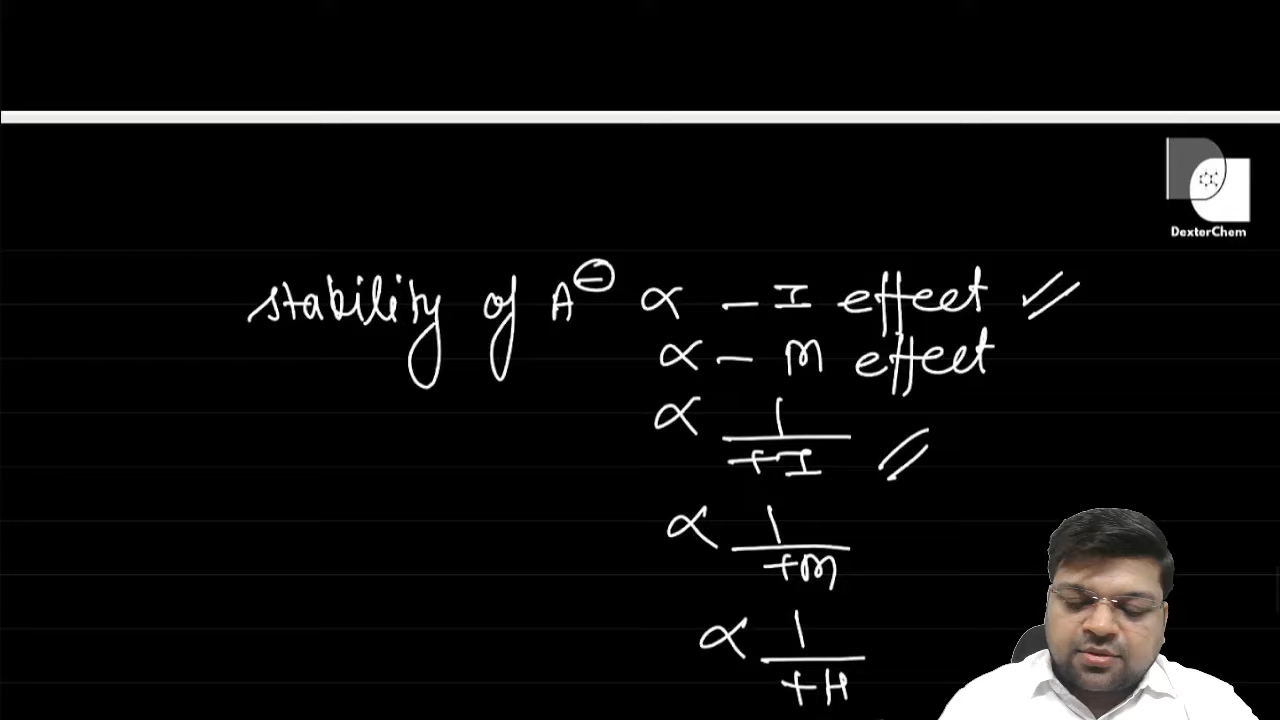 DexterChem
stability of A⊖ ∝ – I effect
∝ – M effect
∝ 1/+I
∝ 1/+M
∝ 1/+H